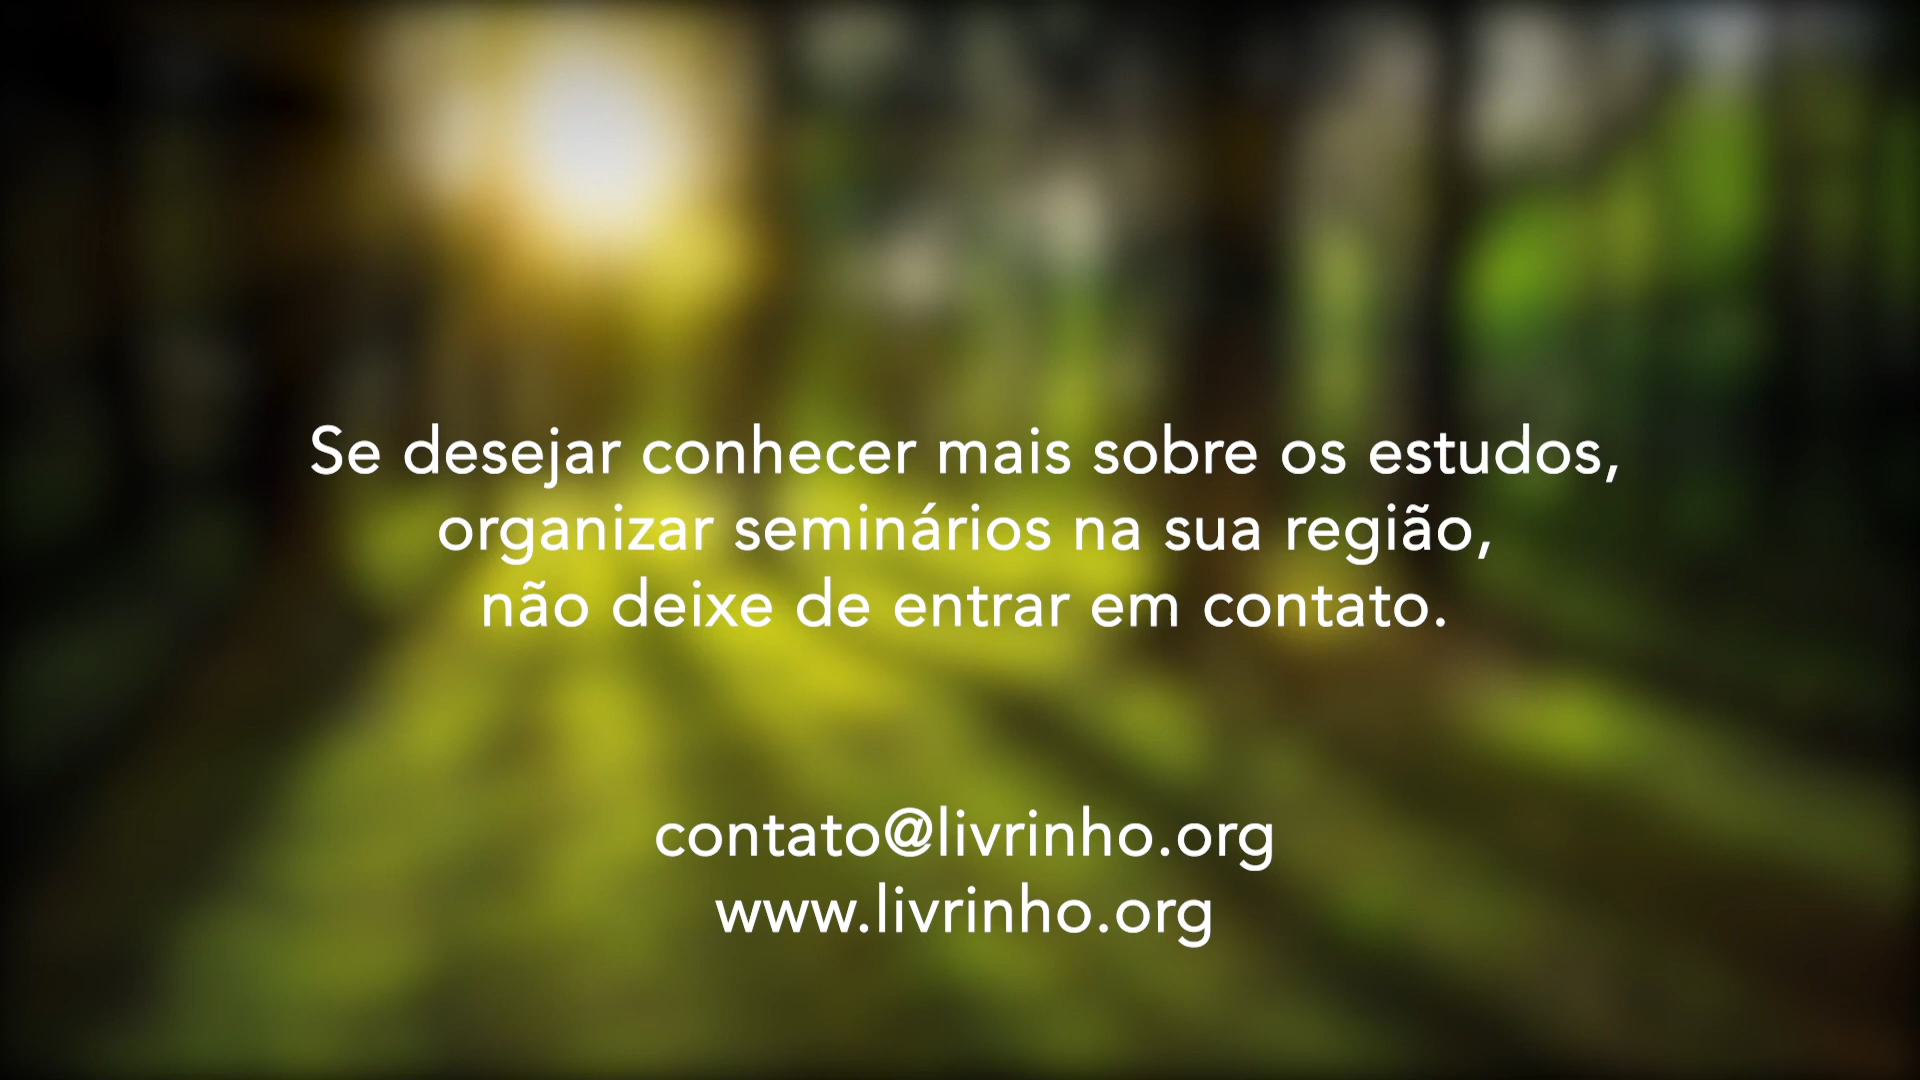 Se desejar conhecer mais sobre os estudos,
organizar seminários na sua região,
não deixe de entrar em contato.
contato@livrinho.org
www.livrinho.org